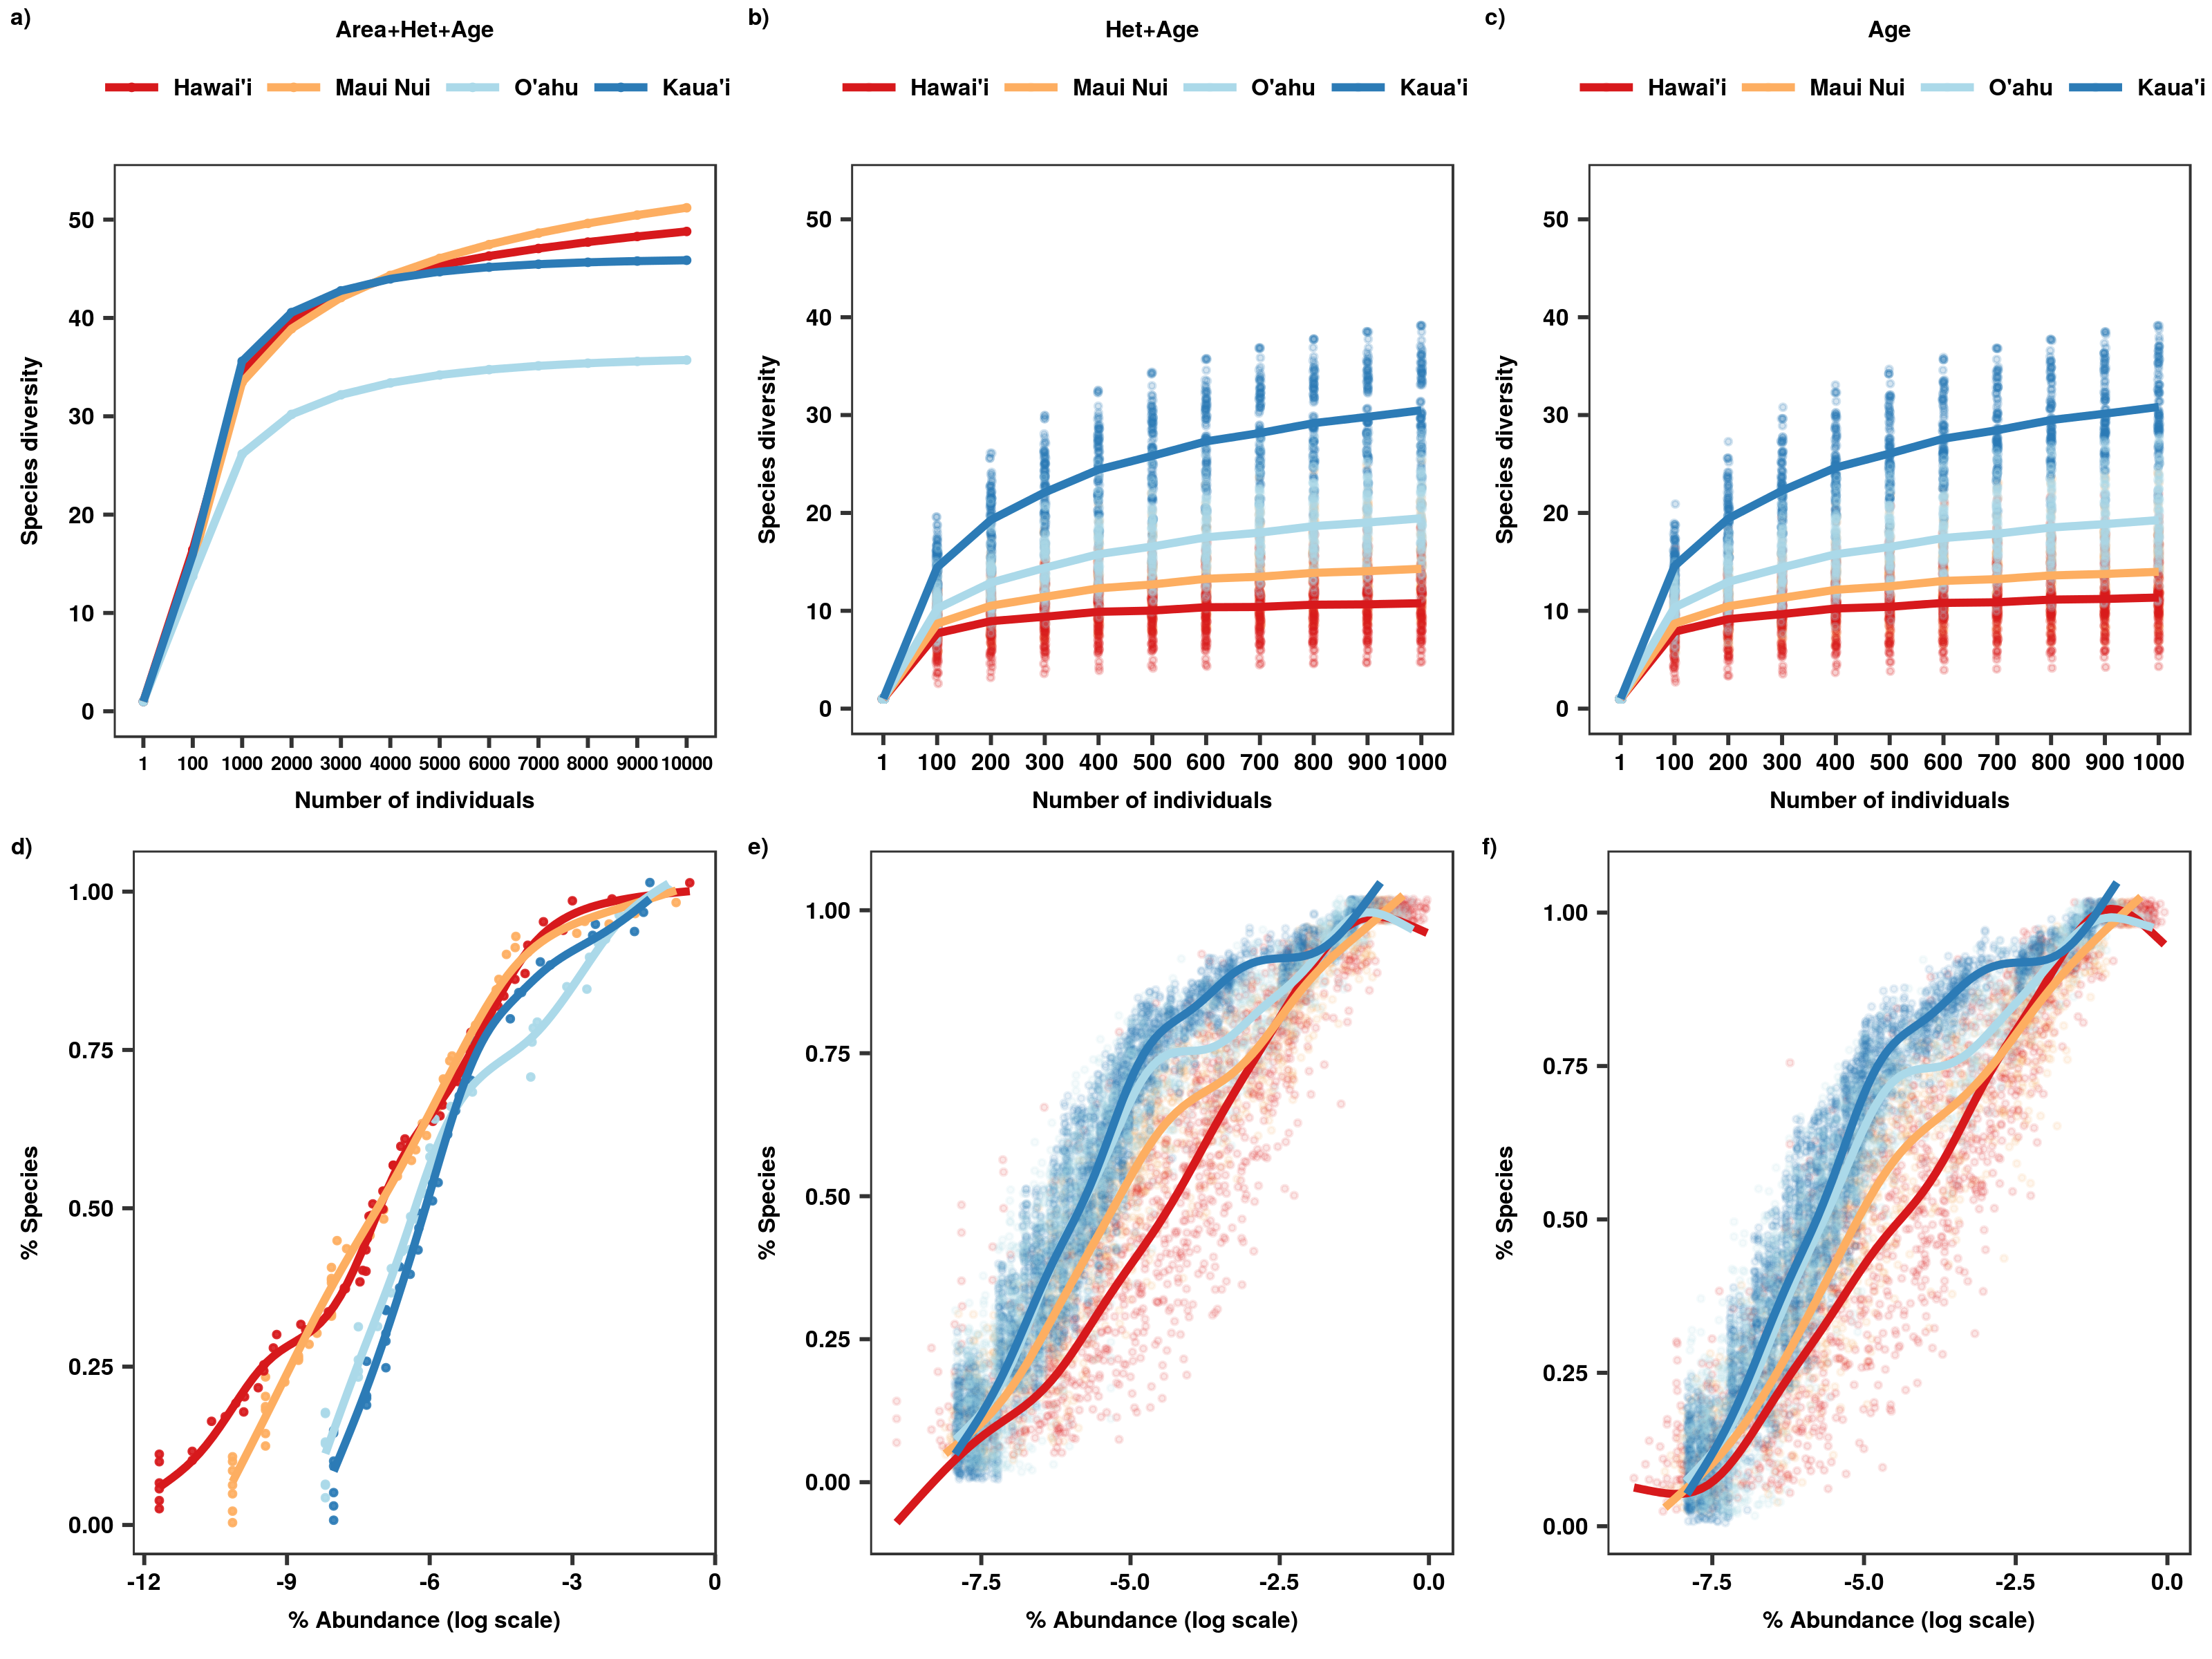 a)
Area+Het+Age
Hawai'i Maui Nui O'ahu Kaua'i
Species diversity
50
40
30
20
10
0
1 100 1000 2000 3000 4000 5000 6000 7000 8000 9000 10000
Number of individuals
b)
Het+Age
Hawai'i Maui Nui O'ahu Kaua'i
Species diversity
50
40
30
20
10
0
1 100 200 300 400 500 600 700 800 900 1000
Number of individuals
c)
Age
Hawai'i Maui Nui O'ahu Kaua'i
Species diversity
50
40
30
20
10
0
1 100 200 300 400 500 600 700 800 900 1000
Number of individuals
d)
% Species
1.00
0.75
0.50
0.25
0.00
-12 -9 -6 -3 0
% Abundance (log scale)
e)
% Species
1.00
0.75
0.50
0.25
0.00
-7.5 -5.0 -2.5 0.0
% Abundance (log scale)
f)
% Species
1.00
0.75
0.50
0.25
0.00
-7.5 -5.0 -2.5 0.0
% Abundance (log scale)